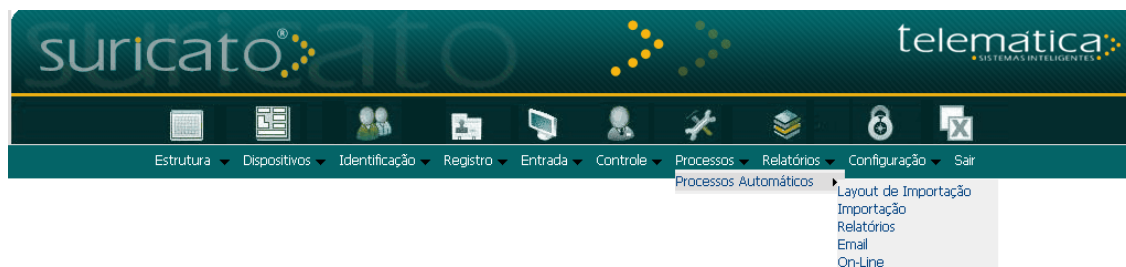 suricato®
telemática
SISTEMAS INTELIGENTES
Estrutura Dispositivos Identificação Registro Entrada Controle Processos Relatórios Configuração Sair
Processos Automáticos
Layout de Importação
Importação
Relatórios
Email
On-Line